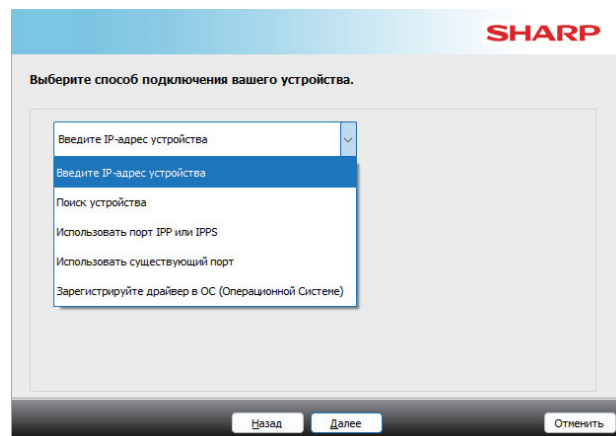 SHARP
Выберите способ подключения вашего устройства.
Введите IP-адрес устройства
Введите IP-адрес устройства
Поиск устройства
Использовать порт IPP или IPPS
Использовать существующий порт
Зарегистрируйте драйвер в ОС (Операционной Системе)
Назад Далее Отменить